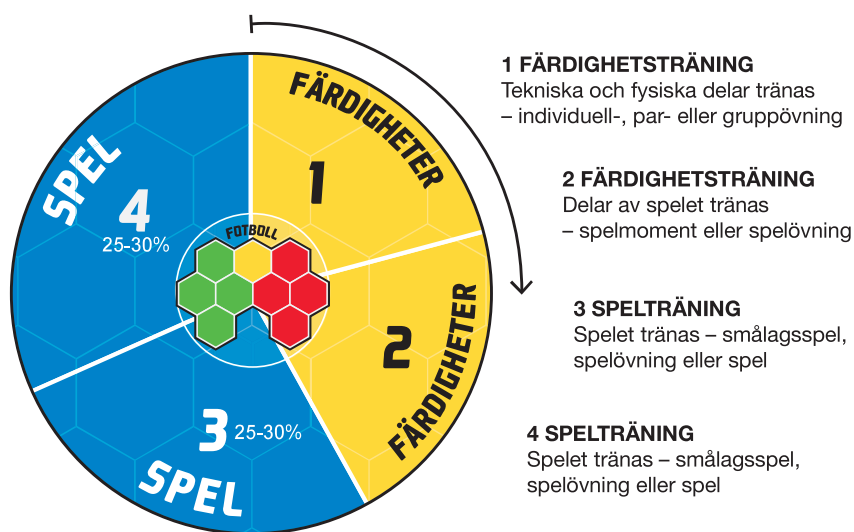 FÄRDIGHETER
1
2
FÄRDIGHETER
3 25-30%
SPEL
SPEL
4
25-30%
FOTBOLL
1 FÄRDIGHETSTRÄNING
Tekniska och fysiska delar tränas
– individuell-, par- eller gruppövning
2 FÄRDIGHETSTRÄNING
Delar av spelet tränas
– spelmoment eller spelövning
3 SPELTRÄNING
Spelet tränas – smålagsspel,
spelövning eller spel
4 SPELTRÄNING
Spelet tränas – smålagsspel,
spelövning eller spel